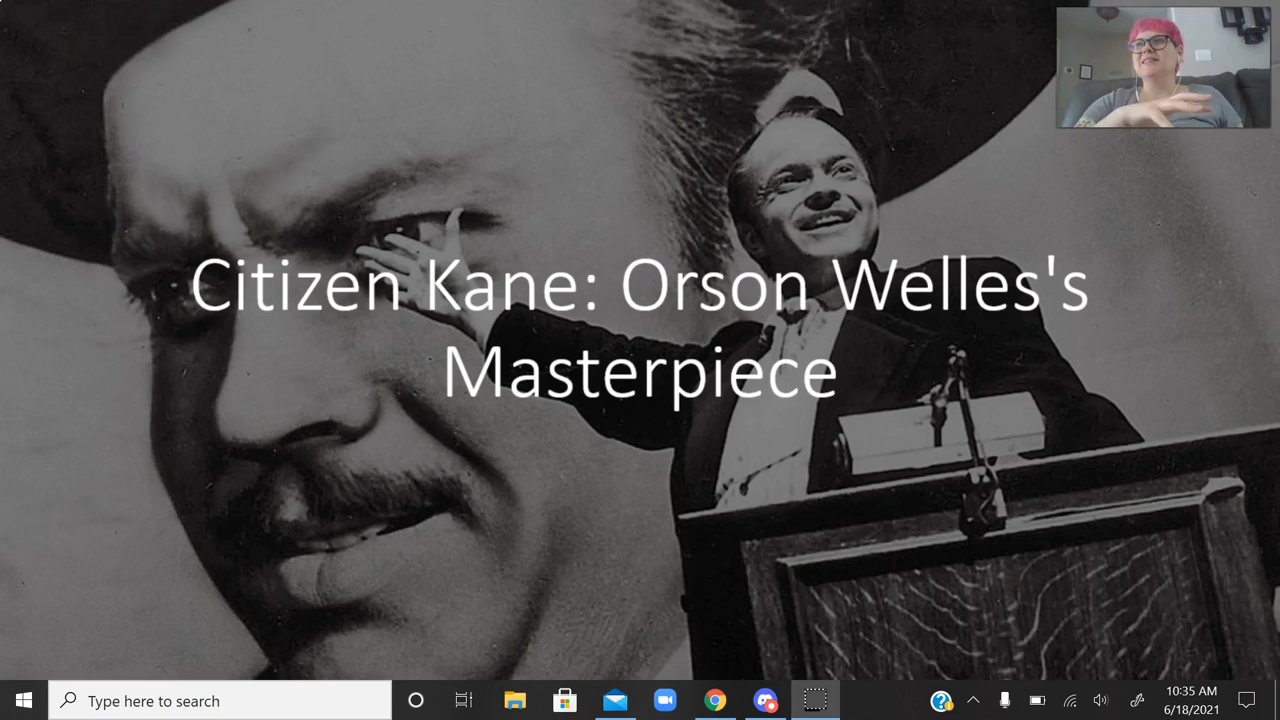 Citizen Kane: Orson Welles's
Masterpiece
Type here to search
10:35 AM
6/18/2021